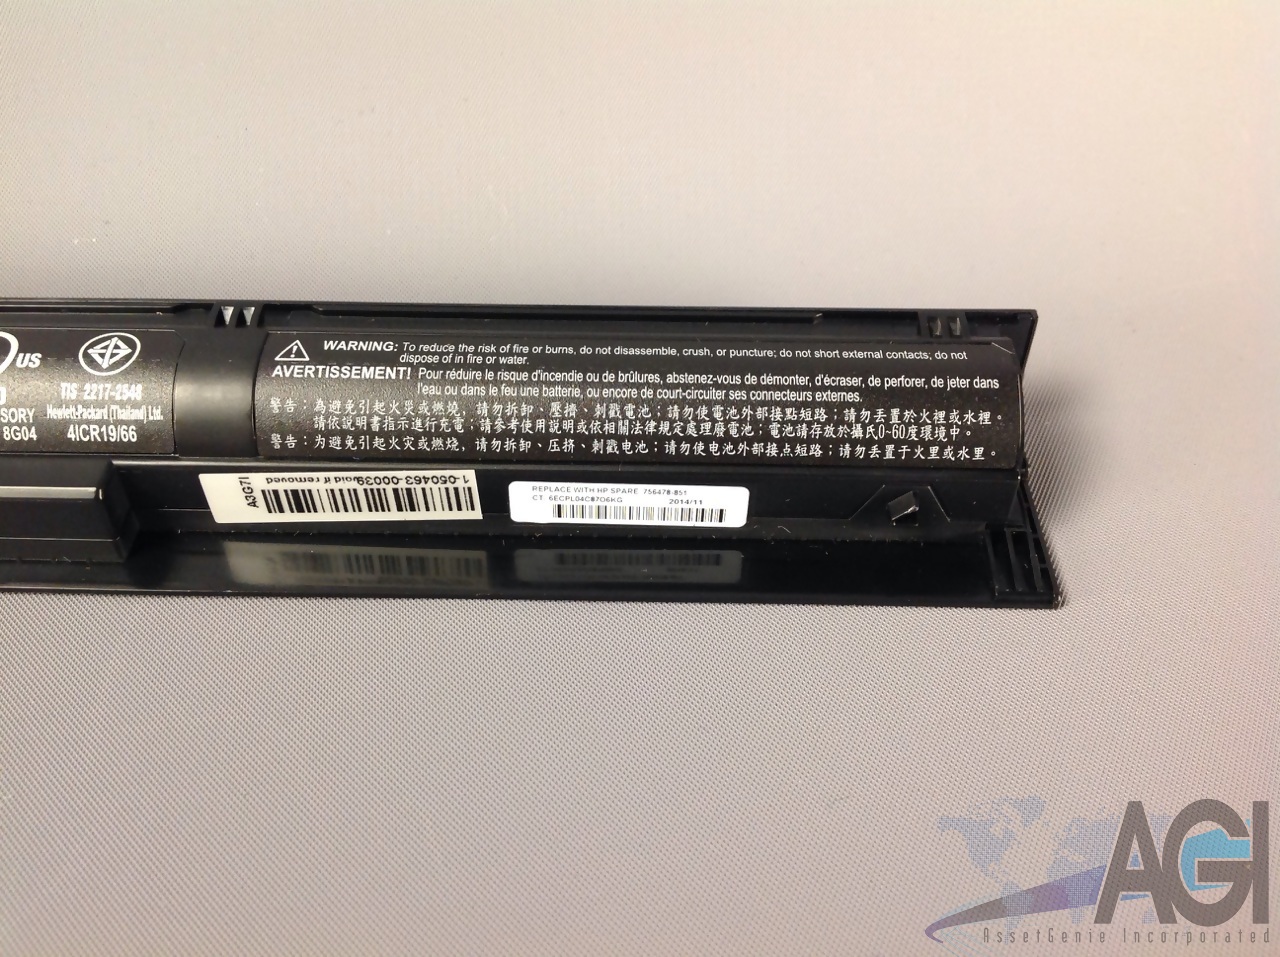 US
TIS 2217-2548
Hewlett-Packard (Thailand) Ltd.
SSORY
8G04
4ICR19/66
WARNING: To reduce the risk of fire or burns, do not disassemble, crush, or puncture; do not short external contacts; do not
dispose of in fire or water.
AVERTISSEMENT! Pour réduire le risque d'incendie ou de brûlures, abstenez-vous de démonter, d'écraser, de perforer, de jeter dans
l'eau ou dans le feu une batterie, ou encore de court-circuiter ses connecteurs externes.
警告：為避免引起火災或燃燒，請勿拆卸、壓擠、刺戳電池；請勿使電池外部接點短路；請勿丟置於火裡或水裡。
請依說明書指示進行充電；請參考使用說明或依相關法律規定處理廢電池；電池請存放於攝氏0-60度環境中。
警告：为避免引起火灾或燃烧，请勿拆卸、压挤、刺戳电池；请勿使电池外部接点短路；请勿丢置于火里或水里。
A3G7I
1-050463-00039
void if removed
REPLACE WITH HP SPARE 756478-851
CT: 6ECPL04C87O6KG 2014/11
AGI
AssetGenie Incorporated